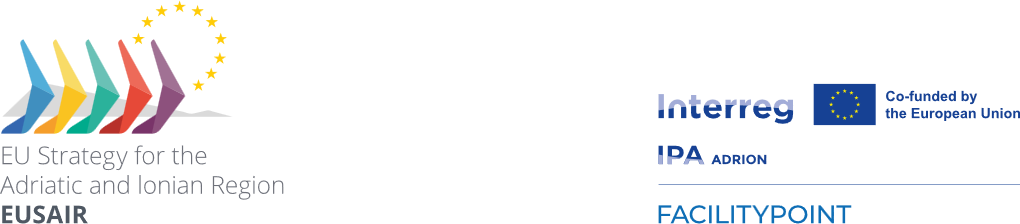 EU Strategy for the
Adriatic and Ionian Region
EUSAIR
Interreg
Co-funded by
the European Union
IPA ADRION
FACILITYPOINT